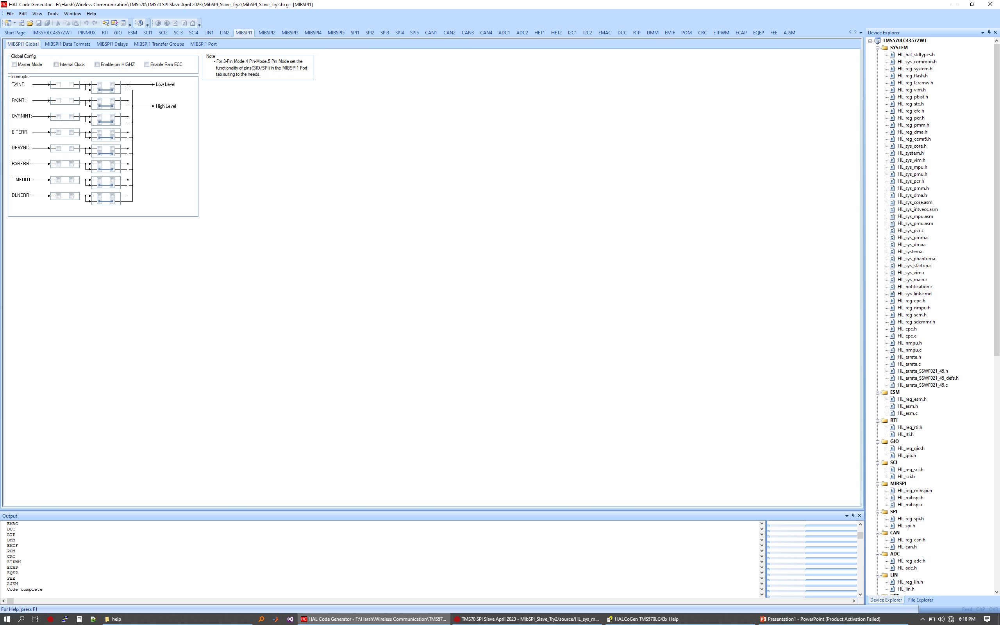 HAL Code Generator - F:\Harsh\Wireless Communication\TMS570\TMS70 SPI Slave April 2023\MibSPI_Slave_Try2\MibSPI_Slave_Try2.hcg - [MIBSPI1]
File Edit View Tools Window Help
Start Page TMS570LC4357ZWT PINMUX RTI GIO ESM SCI1 SCI2 SCI3 SCI4 LIN1 LIN2 MIBSPI1 MIBSPI2 MIBSPI3 MIBSPI4 MIBSPI5 SPI1 SPI2 SPI3 SPI4 SPI5 CAN1 CAN2 CAN3 CAN4 ADC1 ADC2 HET1 HET2 I2C1 I2C2 EMAC DCC RTP DMM EMIF POM CRC ETPWM ECAP EQEP FEE AJSM
MIBSPI1 Global MIBSPI1 Data Formats MIBSPI1 Delays MIBSPI1 Transfer Groups MIBSPI1 Port
Global Config
Master Mode Internal Clock Enable pin HIGHZ Enable Ram ECC
Note
- For 3-Pin Mode,4 Pin-Mode,5 Pin Mode set the
functionality of pins(GIO/SPI) in the MIBSPI1 Port
tab suiting to the needs.
Interrupts
TXINT: Low Level
RXINT:
High Level
OVRNINT:
BITERR:
DESYNC:
PARERR:
TIMEOUT:
DLNERR:
Output
EMAC
DCC
RTP
DMM
EMIF
POM
CRC
ETPWM
ECAP
EQEP
FEE
AJSM
Code complete
Device Explorer
TMS570LC4357ZWT
SYSTEM
HL_hal_stdtypes.h
HL_sys_common.h
HL_reg_system.h
HL_reg_flash.h
HL_reg_l2ramw.h
HL_reg_vim.h
HL_reg_pbist.h
HL_reg_stc.h
HL_reg_efc.h
HL_reg_pcr.h
HL_reg_pmm.h
HL_reg_dma.h
HL_reg_ccmr5.h
HL_sys_core.h
HL_system.h
HL_sys_vim.h
HL_sys_mpu.h
HL_sys_pmu.h
HL_sys_pcr.h
HL_sys_pmm.h
HL_sys_dma.h
HL_sys_core.asm
HL_sys_intvecs.asm
HL_sys_mpu.asm
HL_sys_pmu.asm
HL_sys_pcr.c
HL_sys_pmm.c
HL_sys_dma.c
HL_system.c
HL_sys_phantom.c
HL_sys_startup.c
HL_sys_vim.c
HL_sys_main.c
HL_notification.c
HL_sys_link.cmd
HL_reg_epc.h
HL_reg_nmpu.h
HL_reg_scm.h
HL_reg_sdcmmr.h
HL_epc.h
HL_epc.c
HL_nmpu.h
HL_nmpu.c
HL_errata.h
HL_errata.c
HL_errata_SSWF021_45.h
HL_errata_SSWF021_45_defs.h
HL_errata_SSWF021_45.c
ESM
HL_reg_esm.h
HL_esm.h
HL_esm.c
RTI
HL_reg_rti.h
HL_rti.h
GIO
HL_reg_gio.h
HL_gio.h
SCI
HL_reg_sci.h
HL_sci.h
MIBSPI
HL_reg_mibspi.h
HL_mibspi.h
HL_mibspi.c
SPI
HL_reg_spi.h
HL_spi.h
CAN
HL_reg_can.h
HL_can.h
ADC
HL_reg_adc.h
HL_adc.h
LIN
HL_reg_lin.h
HL_lin.h
Device Explorer File Explorer
For Help, press F1
Read CAP OVR
help
HAL Code Generator - F:\Harsh\Wireless Communication\TMS57...
TMS70 SPI Slave April 2023 - MibSPI_Slave_Try2/source/HL_sys_m...
HALCoGen TMS570LC43x Help
Presentation1 - PowerPoint (Product Activation Failed)
6:18 PM